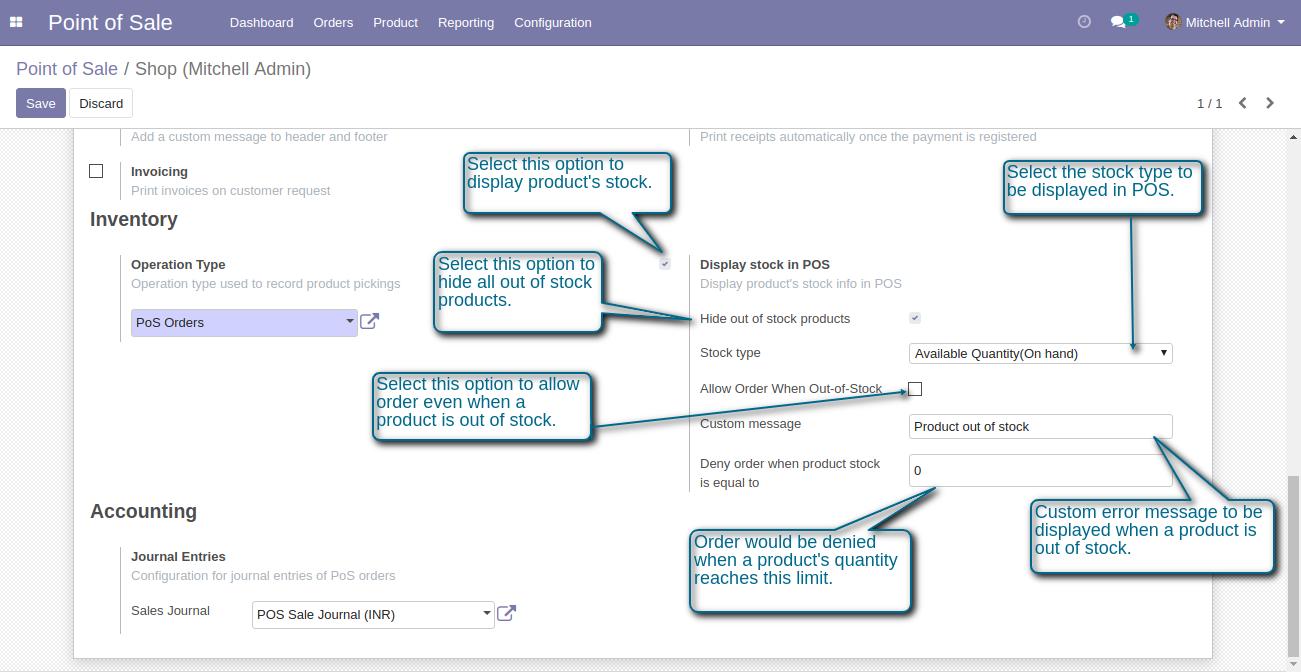 Point of Sale Dashboard Orders Product Reporting Configuration 1 Mitchell Admin
Point of Sale / Shop (Mitchell Admin)
Save Discard 1 / 1
Add a custom message to header and footer
Print receipts automatically once the payment is registered
Invoicing
Print invoices on customer request
Select this option to
display product's stock.
Select the stock type to
be displayed in POS.
Inventory
Operation Type
Operation type used to record product pickings
PoS Orders
Select this option to
hide all out of stock
products.
Display stock in POS
Display product's stock info in POS
Hide out of stock products
Stock type Available Quantity(On hand)
Select this option to allow
order even when a
product is out of stock.
Allow Order When Out-of-Stock
Custom message Product out of stock
Deny order when product stock
is equal to
0
Custom error message to be
displayed when a product is
out of stock.
Order would be denied
when a product's quantity
reaches this limit.
Accounting
Journal Entries
Configuration for journal entries of PoS orders
Sales Journal POS Sale Journal (INR)